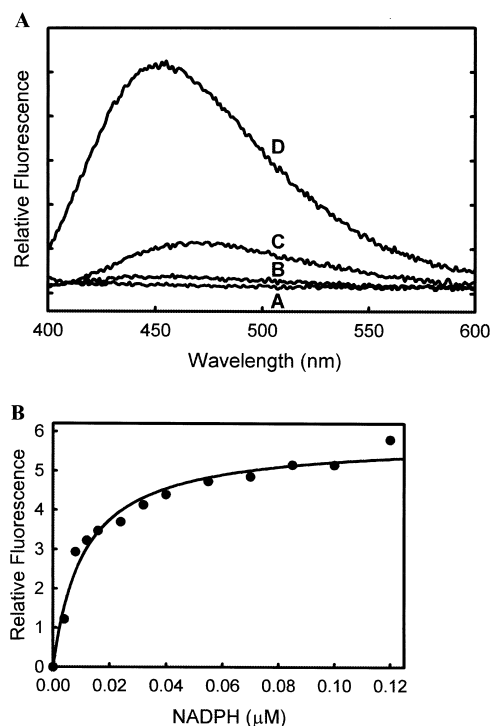 A
Relative Fluorescence
D
C
B
A
400 450 500 550 600
Wavelength (nm)
B
Relative Fluorescence
6
5
4
3
2
1
0
0.00 0.02 0.04 0.06 0.08 0.10 0.12
NADPH (μM)